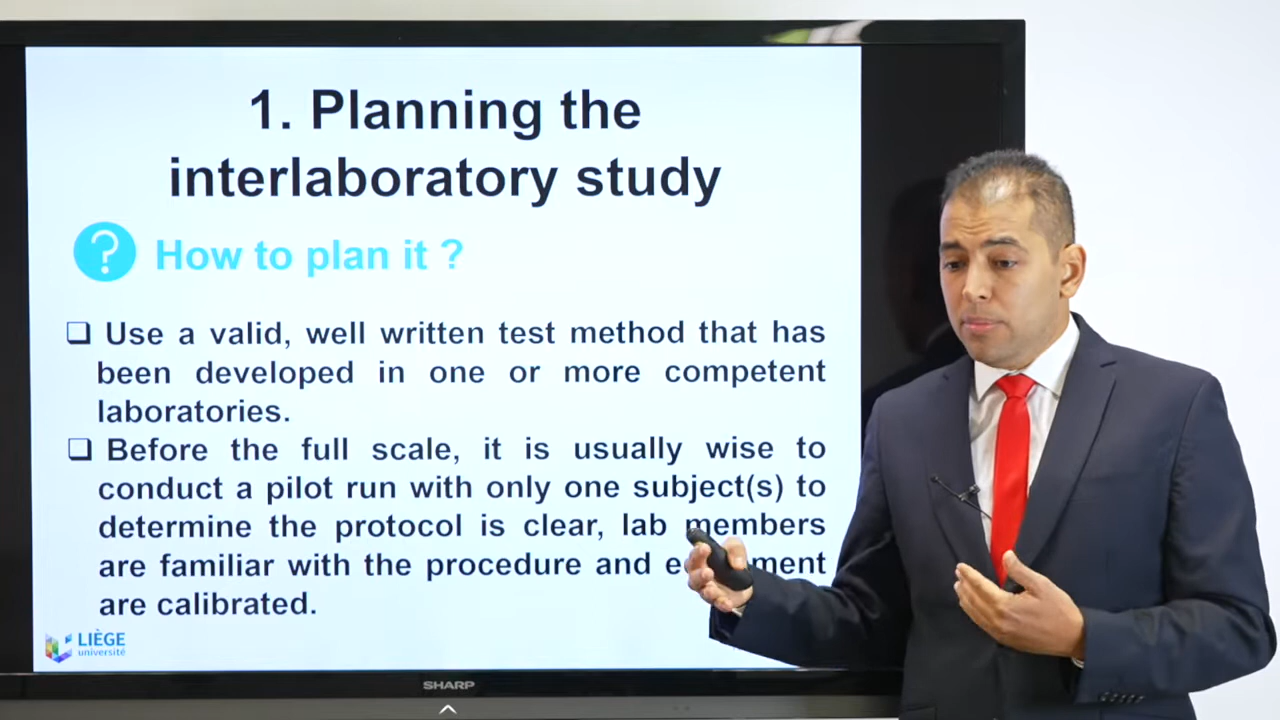 1. Planning the
interlaboratory study
? How to plan it ?
❑ Use a valid, well written test method that has
been developed in one or more competent
laboratories.
❑ Before the full scale, it is usually wise to
conduct a pilot run with only one subject(s) to
determine the protocol is clear, lab members
are familiar with the procedure and
are calibrated.
LIÈGE
université
SHARP